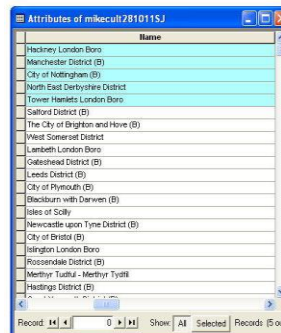 Attributes of mikecult281011SJ
Name
Hackney London Boro
Manchester District (B)
City of Nottingham (B)
North East Derbyshire District
Tower Hamlets London Boro
Salford District (B)
The City of Brighton and Hove (B)
West Somerset District
Lambeth London Boro
Gateshead District (B)
Leeds District (B)
City of Plymouth (B)
Blackburn with Darwen (B)
Isles of Scilly
Newcastle upon Tyne District (B)
City of Bristol (B)
Islington London Boro
Rossendale District (B)
Merthyr Tudful - Merthyr Tydfil
Hastings District (B)
Record: 0 Show: All Selected Records (5 ou